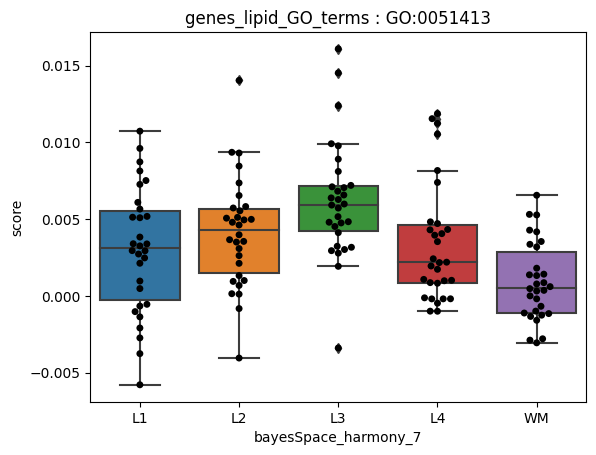 genes_lipid_GO_terms : GO:0051413
score
0.015
0.010
0.005
0.000
−0.005
L1 L2 L3 L4 WM
bayesSpace_harmony_7